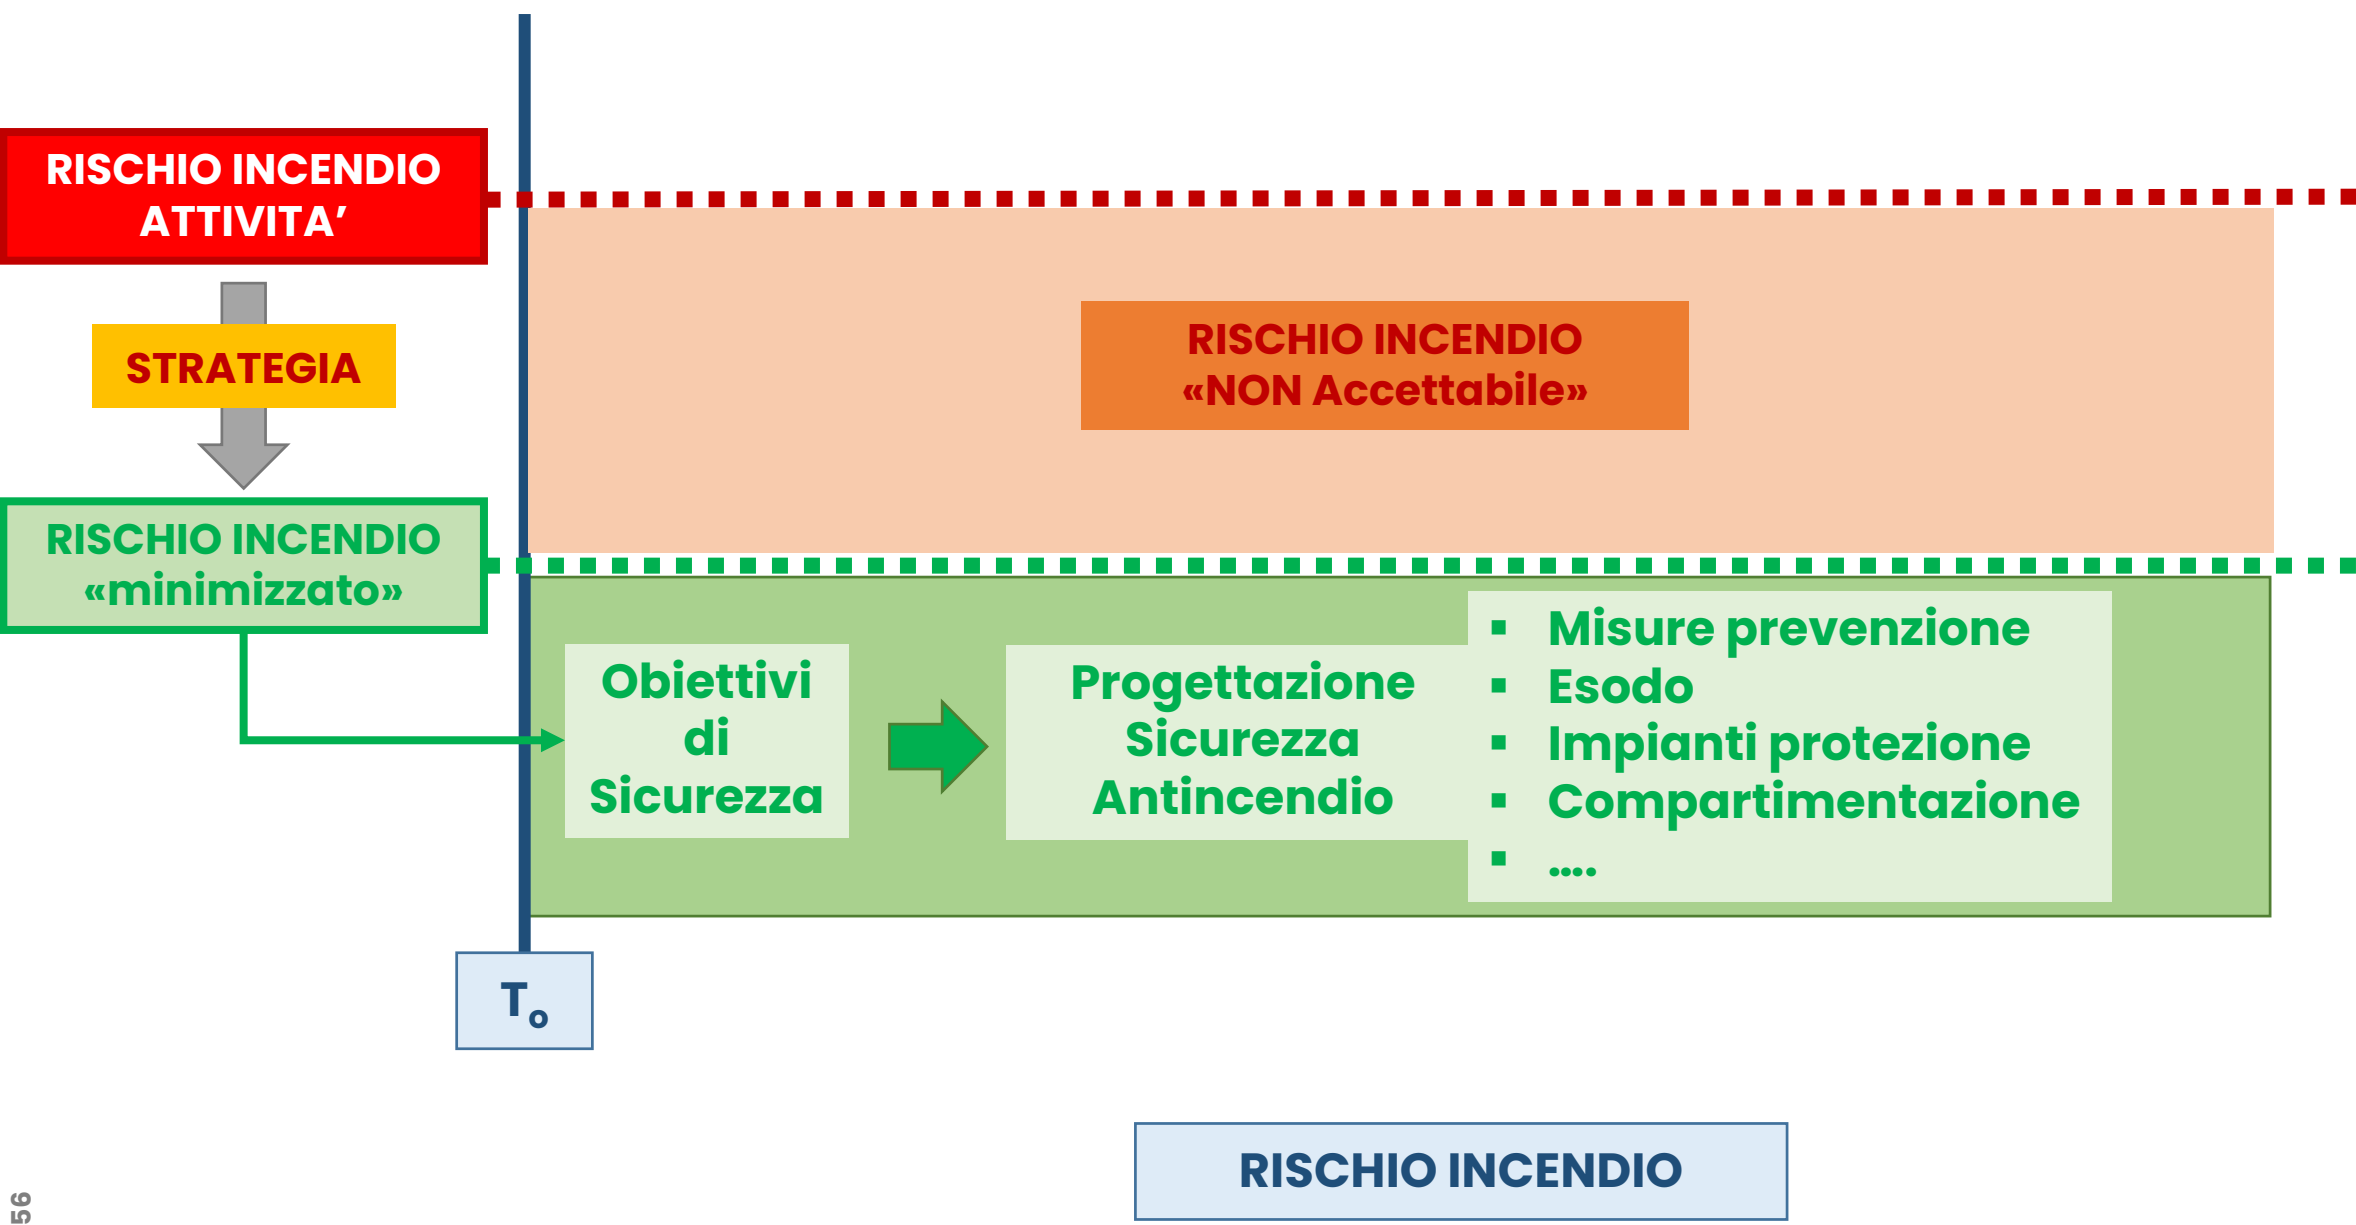 RISCHIO INCENDIO
ATTIVITA’
STRATEGIA
RISCHIO INCENDIO
«minimizzato»
RISCHIO INCENDIO
«NON Accettabile»
Obiettivi
di
Sicurezza
Progettazione
Sicurezza
Antincendio
▪ Misure prevenzione
▪ Esodo
▪ Impianti protezione
▪ Compartimentazione
▪ ....
To
RISCHIO INCENDIO
56